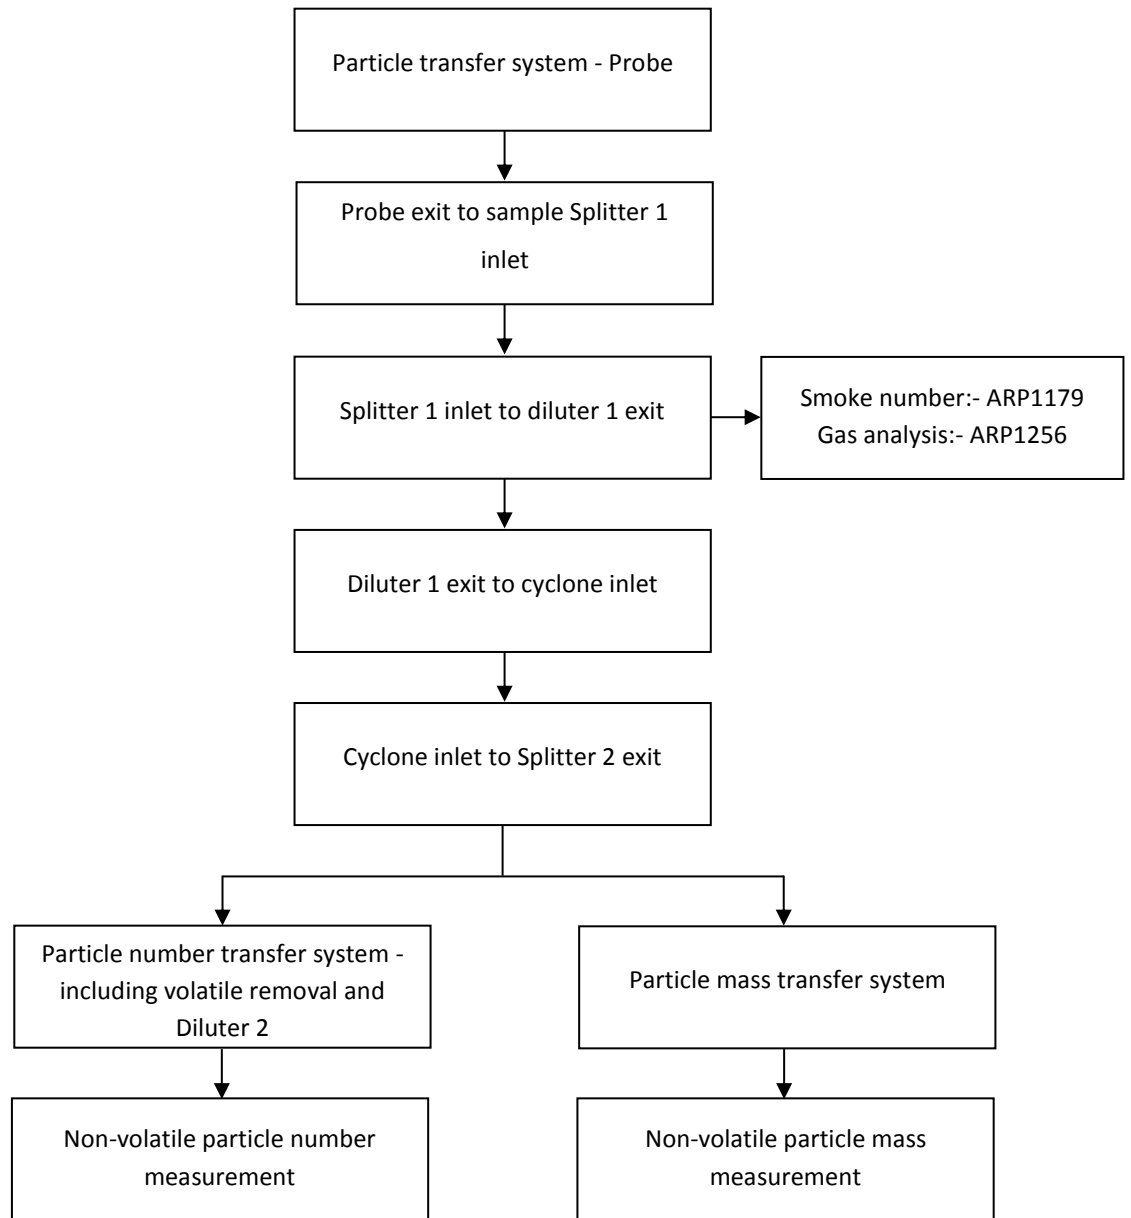 Particle transfer system - Probe
Probe exit to sample Splitter 1
inlet
Splitter 1 inlet to diluter 1 exit
Smoke number:- ARP1179
Gas analysis:- ARP1256
Diluter 1 exit to cyclone inlet
Cyclone inlet to Splitter 2 exit
Particle number transfer system -
including volatile removal and
Diluter 2
Particle mass transfer system
Non-volatile particle number
measurement
Non-volatile particle mass
measurement